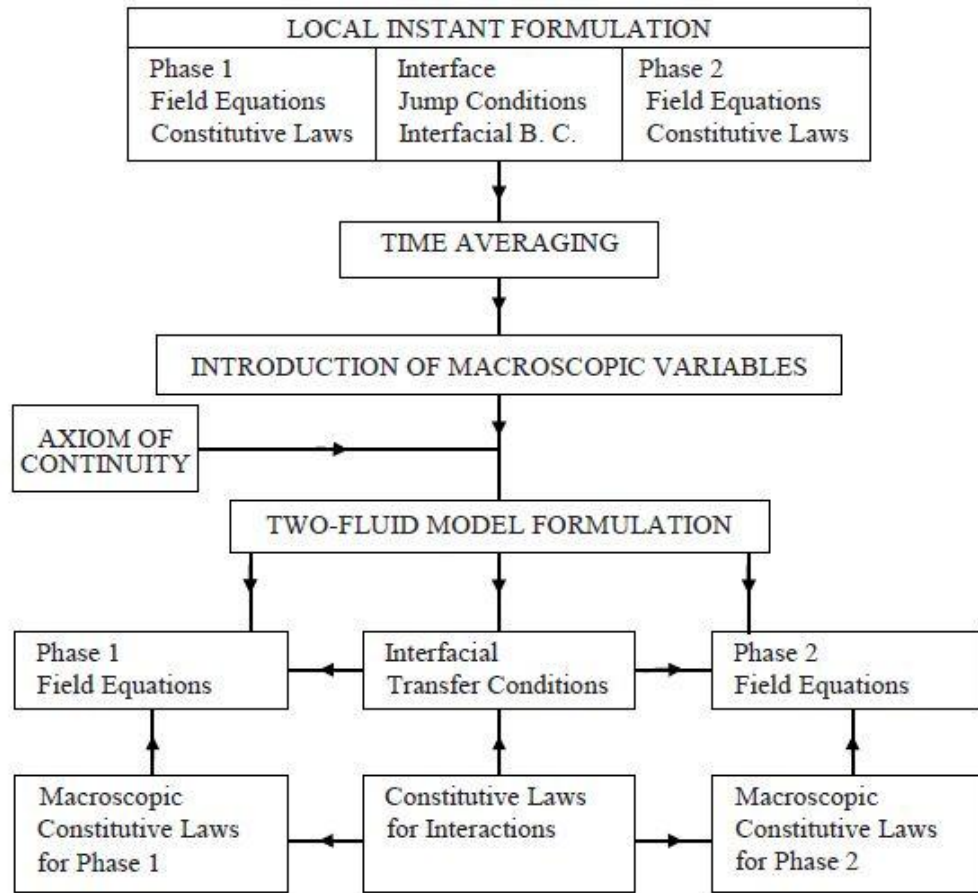 LOCAL INSTANT FORMULATION
Phase 1
Field Equations
Constitutive Laws
Interface
Jump Conditions
Interfacial B. C.
Phase 2
Field Equations
Constitutive Laws
TIME AVERAGING
INTRODUCTION OF MACROSCOPIC VARIABLES
AXIOM OF
CONTINUITY
TWO-FLUID MODEL FORMULATION
Phase 1
Field Equations
Interfacial
Transfer Conditions
Phase 2
Field Equations
Macroscopic
Constitutive Laws
for Phase 1
Constitutive Laws
for Interactions
Macroscopic
Constitutive Laws
for Phase 2